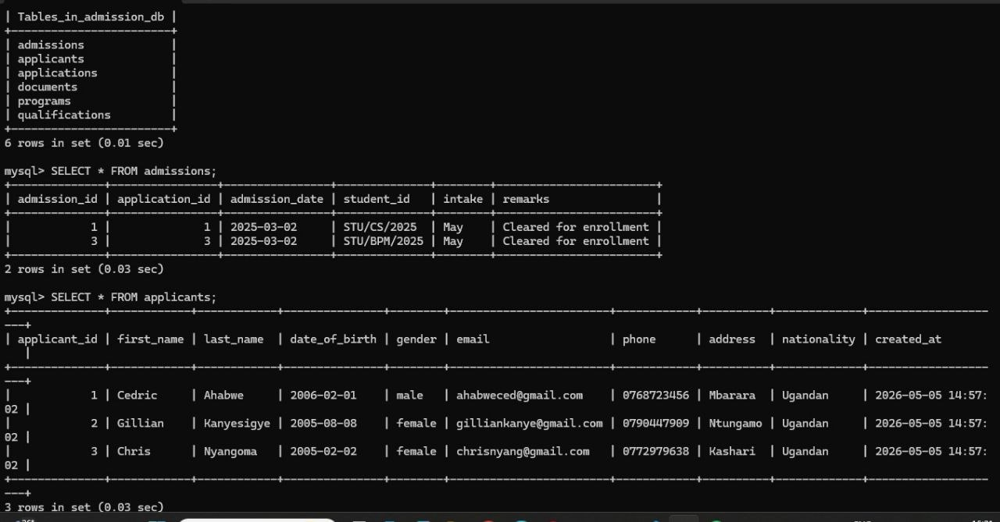 | Tables_in_admission_db |
+------------------------+
| admissions             |
| applicants             |
| applications           |
| documents              |
| programs               |
| qualifications         |
+------------------------+
6 rows in set (0.01 sec)

mysql> SELECT * FROM admissions;
+--------------+----------------+----------------+--------------+--------+------------------------+
| admission_id | application_id | admission_date | student_id   | intake | remarks                |
+--------------+----------------+----------------+--------------+--------+------------------------+
|            1 |              1 | 2025-03-02     | STU/CS/2025  | May    | Cleared for enrollment |
|            3 |              3 | 2025-03-02     | STU/BPM/2025 | May    | Cleared for enrollment |
+--------------+----------------+----------------+--------------+--------+------------------------+
2 rows in set (0.03 sec)

mysql> SELECT * FROM applicants;
+--------------+------------+------------+---------------+--------+------------------------+------------+---------+-------------+------------------
---+
| applicant_id | first_name | last_name  | date_of_birth | gender | email                  | phone      | address  | nationality | created_at
   |
+--------------+------------+------------+---------------+--------+------------------------+------------+---------+-------------+------------------
---+
|            1 | Cedric     | Ahabwe     | 2006-02-01    | male   | ahabweced@gmail.com    | 0768723456 | Mbarara  | Ugandan     | 2026-05-05 14:57:
02 |
|            2 | Gillian    | Kanyesigye | 2005-08-08    | female | gilliankanye@gmail.com | 0790447909 | Ntungamo | Ugandan     | 2026-05-05 14:57:
02 |
|            3 | Chris      | Nyangoma   | 2005-02-02    | female | chrisnyang@gmail.com   | 0772979638 | Kashari  | Ugandan     | 2026-05-05 14:57:
02 |
+--------------+------------+------------+---------------+--------+------------------------+------------+---------+-------------+------------------
---+
3 rows in set (0.03 sec)